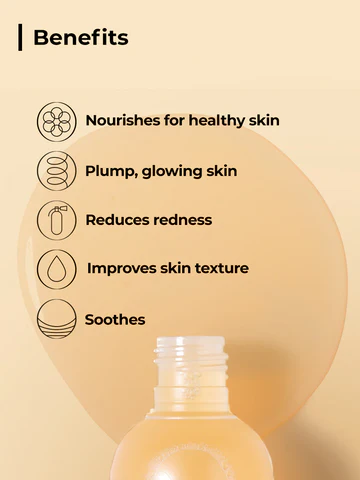 Benefits
Nourishes for healthy skin
Plump, glowing skin
Reduces redness
Improves skin texture
Soothes